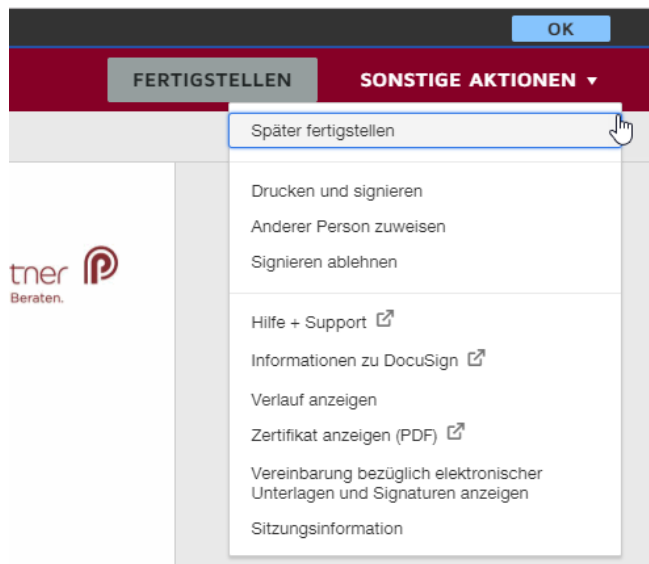 OK
FERTIGSTELLEN
SONSTIGE AKTIONEN
Später fertigstellen
Drucken und signieren
Anderer Person zuweisen
Signieren ablehnen
tner
Beraten.
Hilfe + Support
Informationen zu DocuSign
Verlauf anzeigen
Zertifikat anzeigen (PDF)
Vereinbarung bezüglich elektronischer
Unterlagen und Signaturen anzeigen
Sitzungsinformation